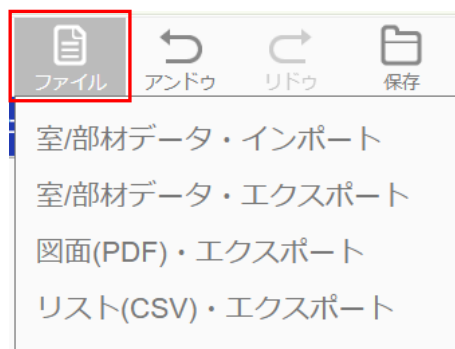 ファイル アンドゥ リドゥ 保存
室/部材データ・インポート
室/部材データ・エクスポート
図面(PDF)・エクスポート
リスト(CSV)・エクスポート